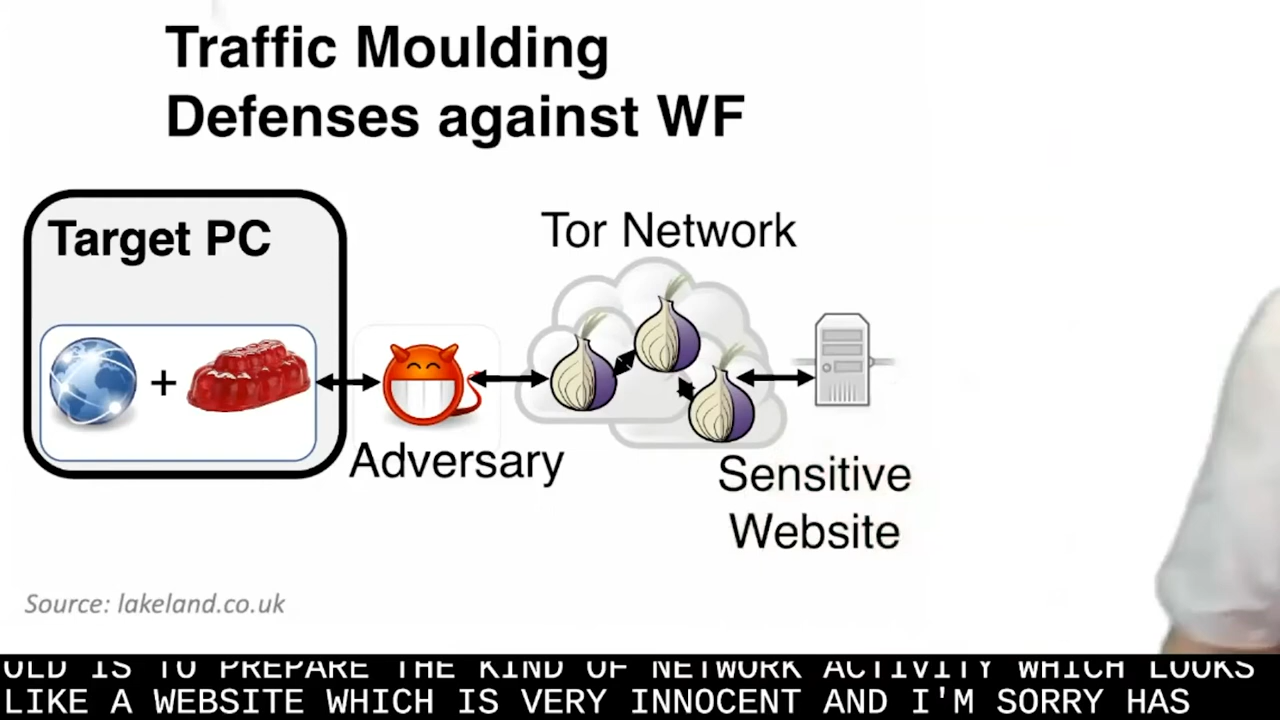 Traffic Moulding
Defenses against WF
Target PC
Tor Network
+
Adversary
Sensitive
Website
Source: lakeland.co.uk
OLD IS TO PREPARE THE KIND OF NETWORK ACTIVITY WHICH LOOKS
LIKE A WEBSITE WHICH IS VERY INNOCENT AND I'M SORRY HAS